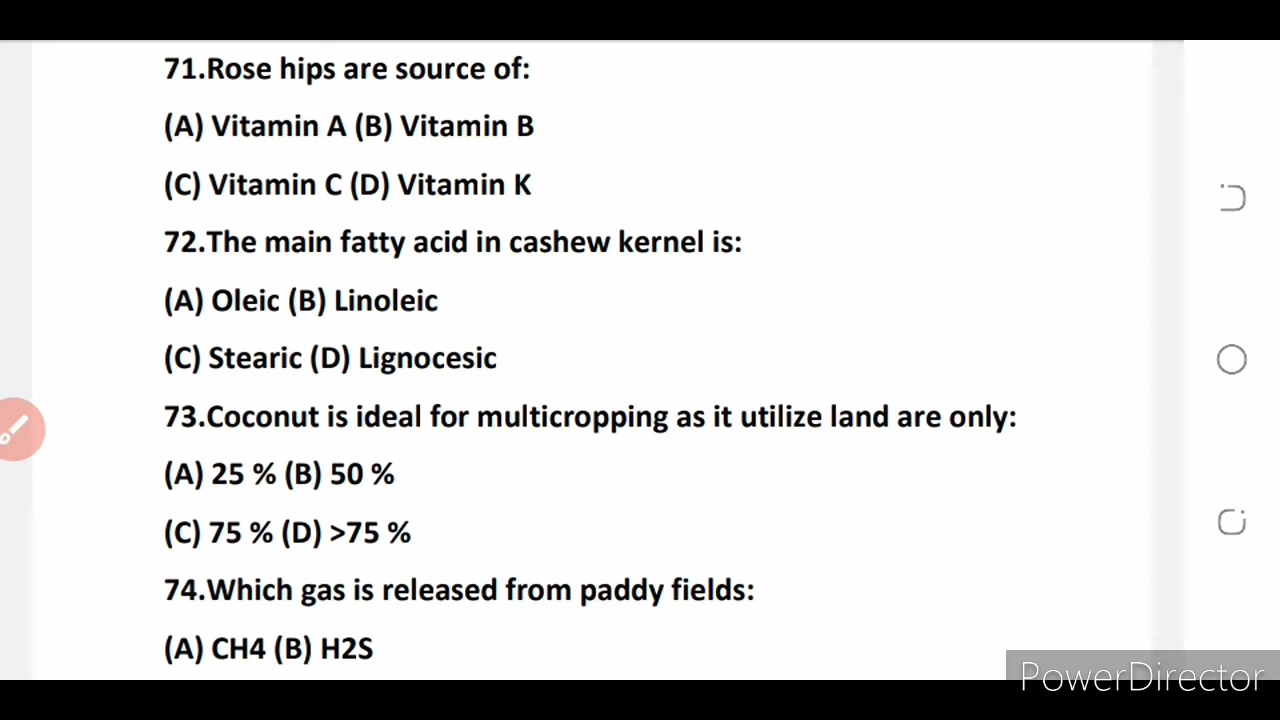 71.Rose hips are source of:
(A) Vitamin A (B) Vitamin B
(C) Vitamin C (D) Vitamin K
72.The main fatty acid in cashew kernel is:
(A) Oleic (B) Linoleic
(C) Stearic (D) Lignocesic
73.Coconut is ideal for multicropping as it utilize land are only:
(A) 25 % (B) 50 %
(C) 75 % (D) >75 %
74.Which gas is released from paddy fields:
(A) CH4 (B) H2S
PowerDirector